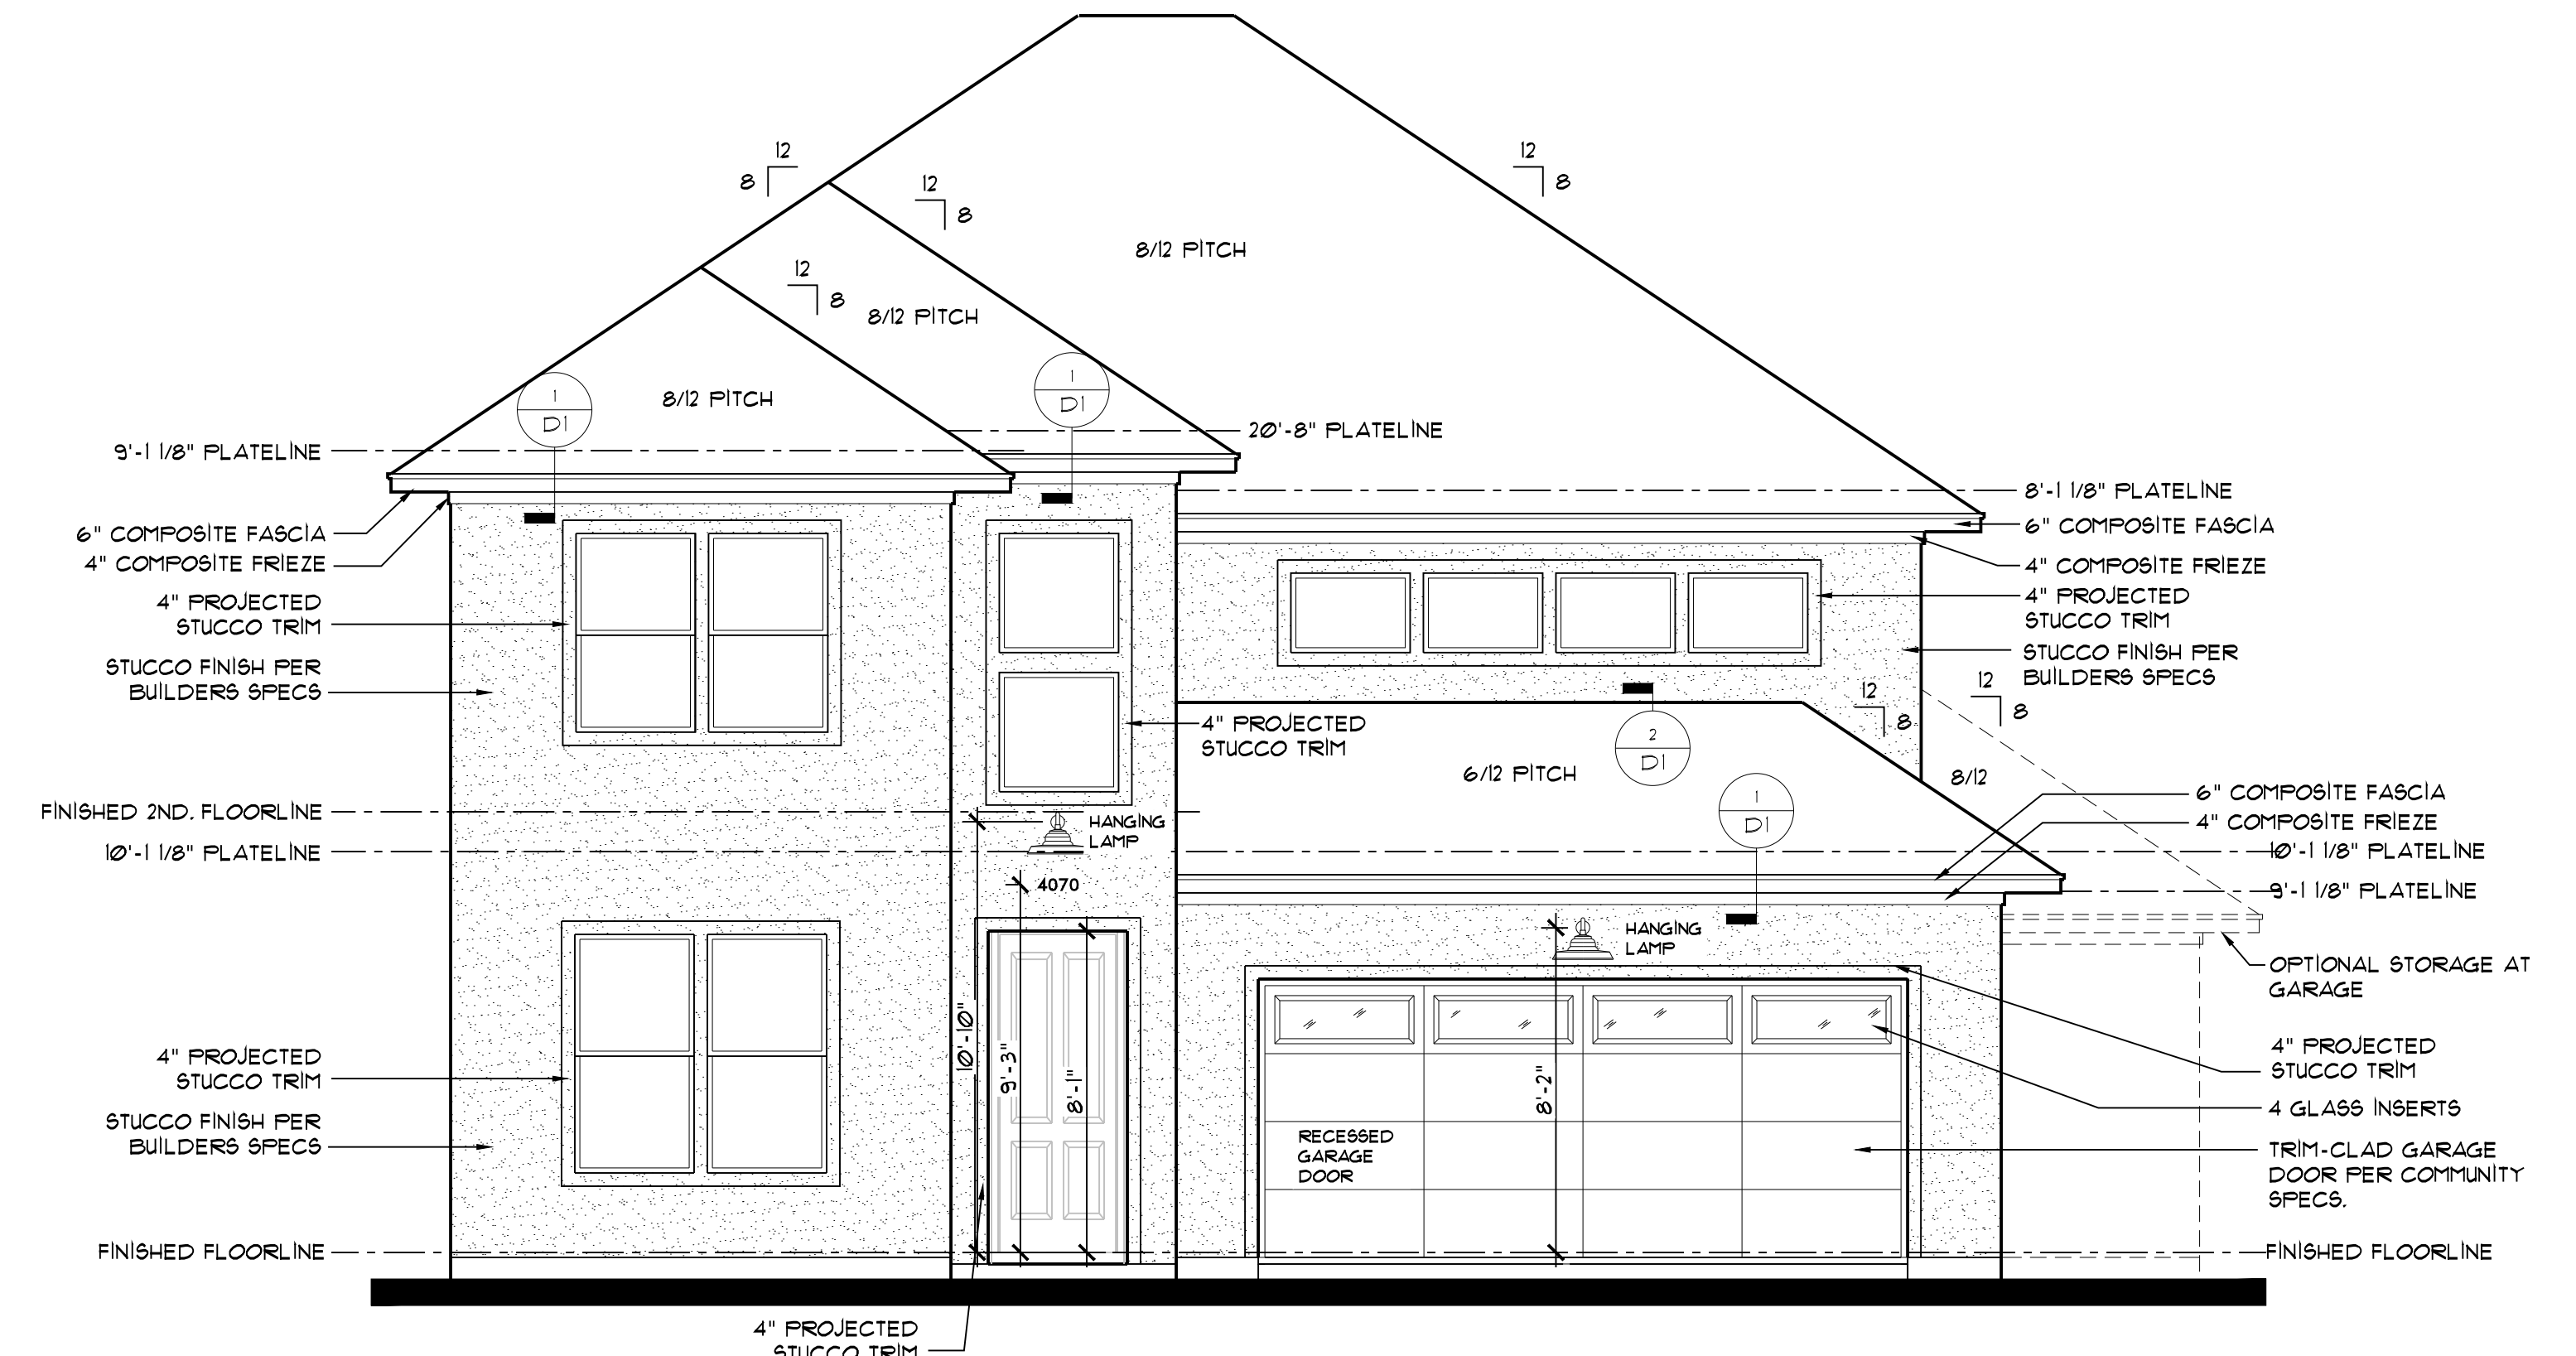 12
8
12
8
12
8
8/12 PITCH
12
8
8/12 PITCH
8/12 PITCH
1
D1
1
D1
20'-8" PLATELINE
9'-1 1/8" PLATELINE
8'-1 1/8" PLATELINE
6" COMPOSITE FASCIA
4" COMPOSITE FRIEZE
6" COMPOSITE FASCIA
4" COMPOSITE FRIEZE
4" PROJECTED
STUCCO TRIM
4" PROJECTED
STUCCO TRIM
STUCCO FINISH PER
BUILDERS SPECS
STUCCO FINISH PER
BUILDERS SPECS
12
8
12
8
4" PROJECTED
STUCCO TRIM
2
D1
6/12 PITCH
8/12
1
D1
6" COMPOSITE FASCIA
4" COMPOSITE FRIEZE
FINISHED 2ND. FLOORLINE
HANGING
LAMP
10'-1 1/8" PLATELINE
10'-1 1/8" PLATELINE
4070
9'-1 1/8" PLATELINE
HANGING
LAMP
OPTIONAL STORAGE AT
GARAGE
10'-10"
9'-3"
8'-1"
8'-2"
4" PROJECTED
STUCCO TRIM
4" PROJECTED
STUCCO TRIM
4 GLASS INSERTS
STUCCO FINISH PER
BUILDERS SPECS
RECESSED
GARAGE
DOOR
TRIM-CLAD GARAGE
DOOR PER COMMUNITY
SPECS.
FINISHED FLOORLINE
FINISHED FLOORLINE
4" PROJECTED
STUCCO TRIM